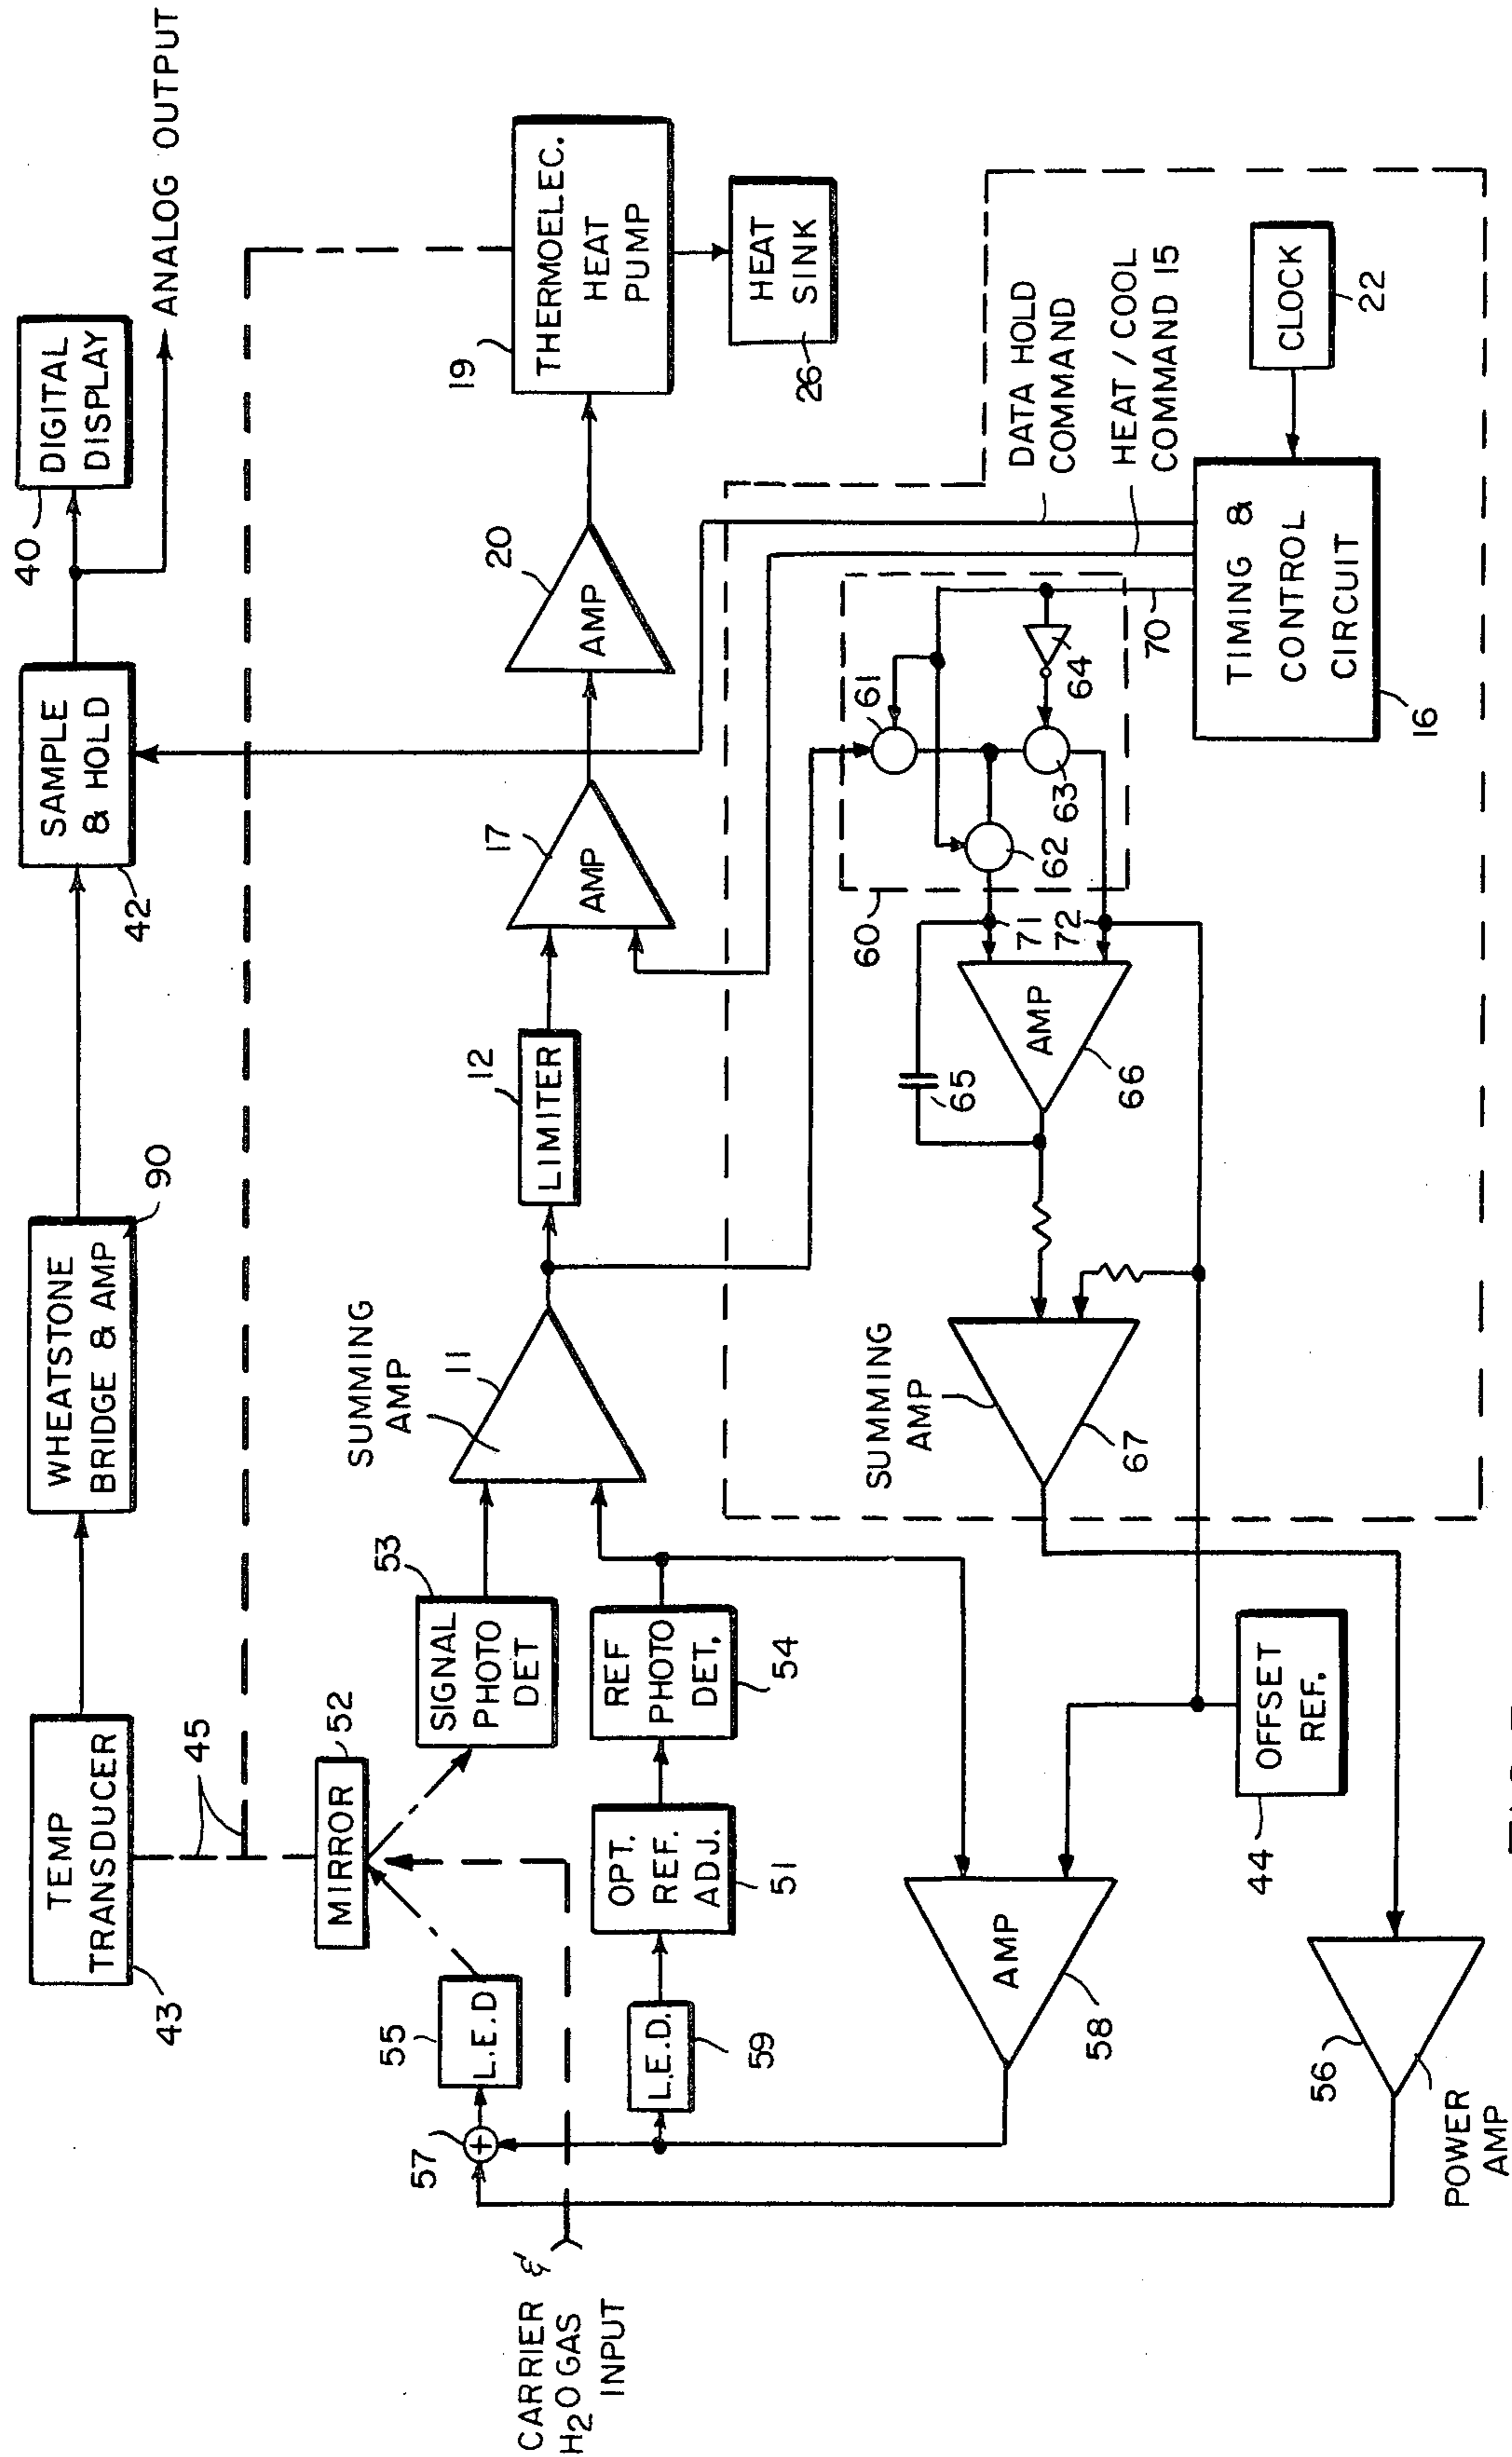 TEMP
TRANSDUCER
43
WHEATSTONE
BRIDGE & AMP
90
SAMPLE
& HOLD
42
40
DIGITAL
DISPLAY
ANALOG OUTPUT
45
MIRROR
52
55
L.E.D
57
+
CARRIER &
H2O GAS
INPUT
SIGNAL
PHOTO
DET
53
SUMMING
AMP
11
LIMITER
12
AMP
17
AMP
20
THERMOELEC.
HEAT
PUMP
19
HEAT
SINK
26
L.E.D.
59
OPT.
REF.
ADJ.
51
REF
PHOTO
DET.
54
AMP
58
56
POWER
AMP
OFFSET
REF.
44
SUMMING
AMP
67
AMP
66
65
71
72
60
61
62
63
64
70
DATA HOLD
COMMAND
HEAT / COOL
COMMAND 15
TIMING &
CONTROL
CIRCUIT
16
CLOCK
22